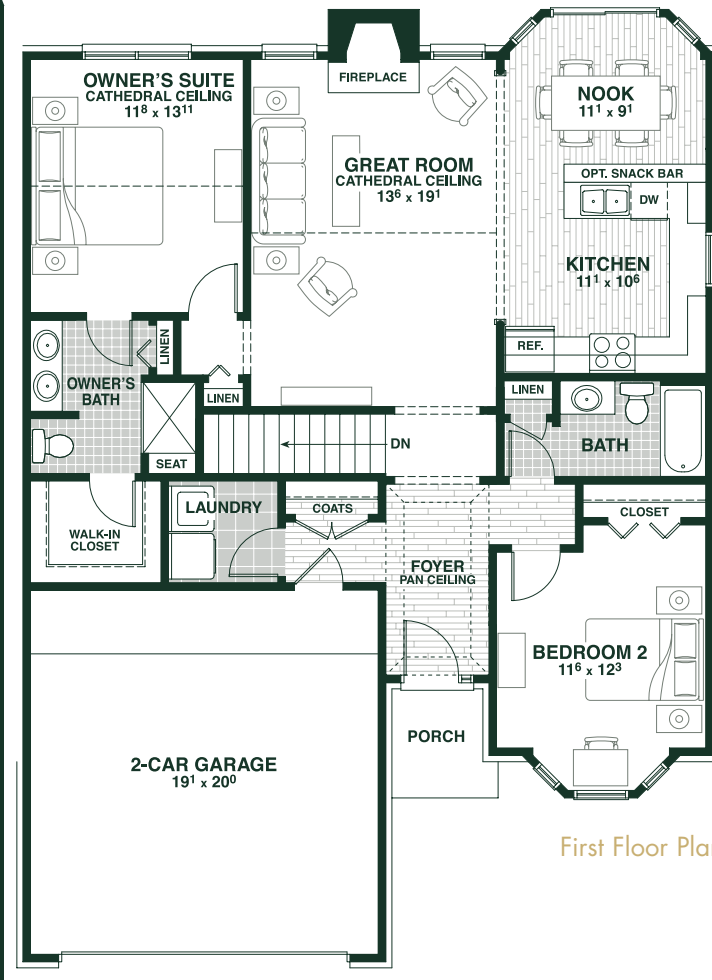 OWNER'S SUITE
CATHEDRAL CEILING
11⁸ x 13¹¹
FIREPLACE
GREAT ROOM
CATHEDRAL CEILING
13⁶ x 19¹
NOOK
11¹ x 9¹
OPT. SNACK BAR
DW
KITCHEN
11¹ x 10⁶
REF.
LINEN
OWNER'S
BATH
LINEN
SEAT
DN
LINEN
BATH
WALK-IN
CLOSET
LAUNDRY
COATS
FOYER
PAN CEILING
CLOSET
BEDROOM 2
11⁶ x 12³
PORCH
2-CAR GARAGE
19¹ x 20⁰
First Floor Plan